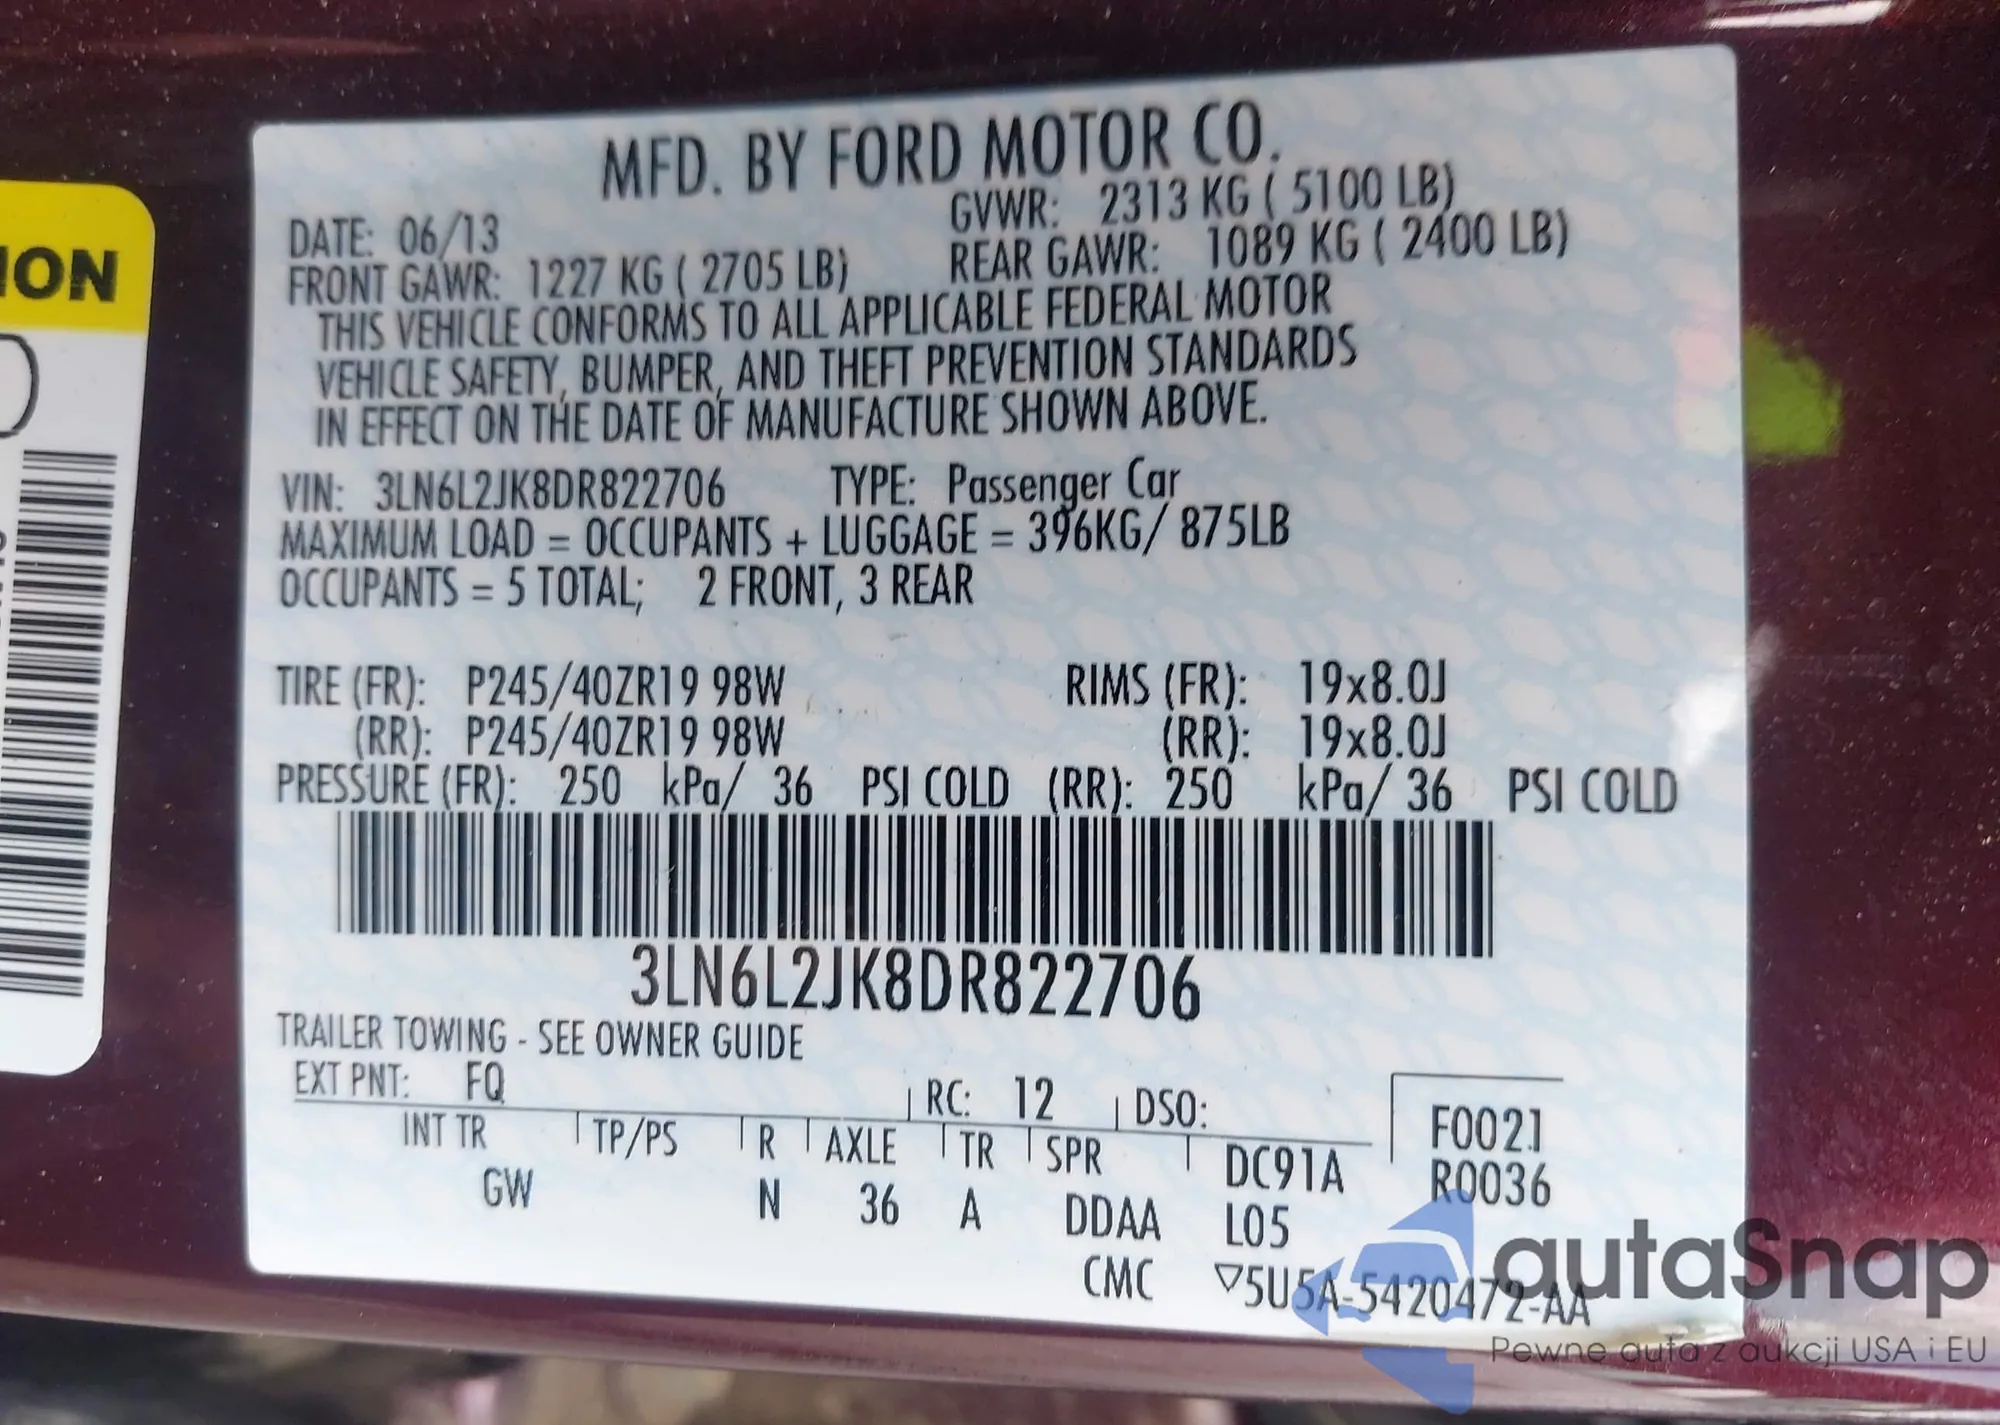 MFD. BY FORD MOTOR CO.
DATE: 06/13 GVWR: 2313 KG ( 5100 LB)
FRONT GAWR: 1227 KG ( 2705 LB) REAR GAWR: 1089 KG ( 2400 LB)
THIS VEHICLE CONFORMS TO ALL APPLICABLE FEDERAL MOTOR
VEHICLE SAFETY, BUMPER, AND THEFT PREVENTION STANDARDS
IN EFFECT ON THE DATE OF MANUFACTURE SHOWN ABOVE.
VIN: 3LN6L2JK8DR822706 TYPE: Passenger Car
MAXIMUM LOAD = OCCUPANTS + LUGGAGE = 396KG/ 875LB
OCCUPANTS = 5 TOTAL; 2 FRONT, 3 REAR
TIRE (FR): P245/40ZR19 98W RIMS (FR): 19x8.0J
(RR): P245/40ZR19 98W (RR): 19x8.0J
PRESSURE (FR): 250 kPa/ 36 PSI COLD (RR): 250 kPa/ 36 PSI COLD
3LN6L2JK8DR822706
TRAILER TOWING - SEE OWNER GUIDE
EXT PNT: FQ RC: 12 DSO: F0021
INT TR TP/PS R AXLE TR SPR DC91A R0036
GW N 36 A DDAA L05
CMC ▽5U5A-5420472-AA
ION
autaSnap
Pewne auta z aukcji USA i EU